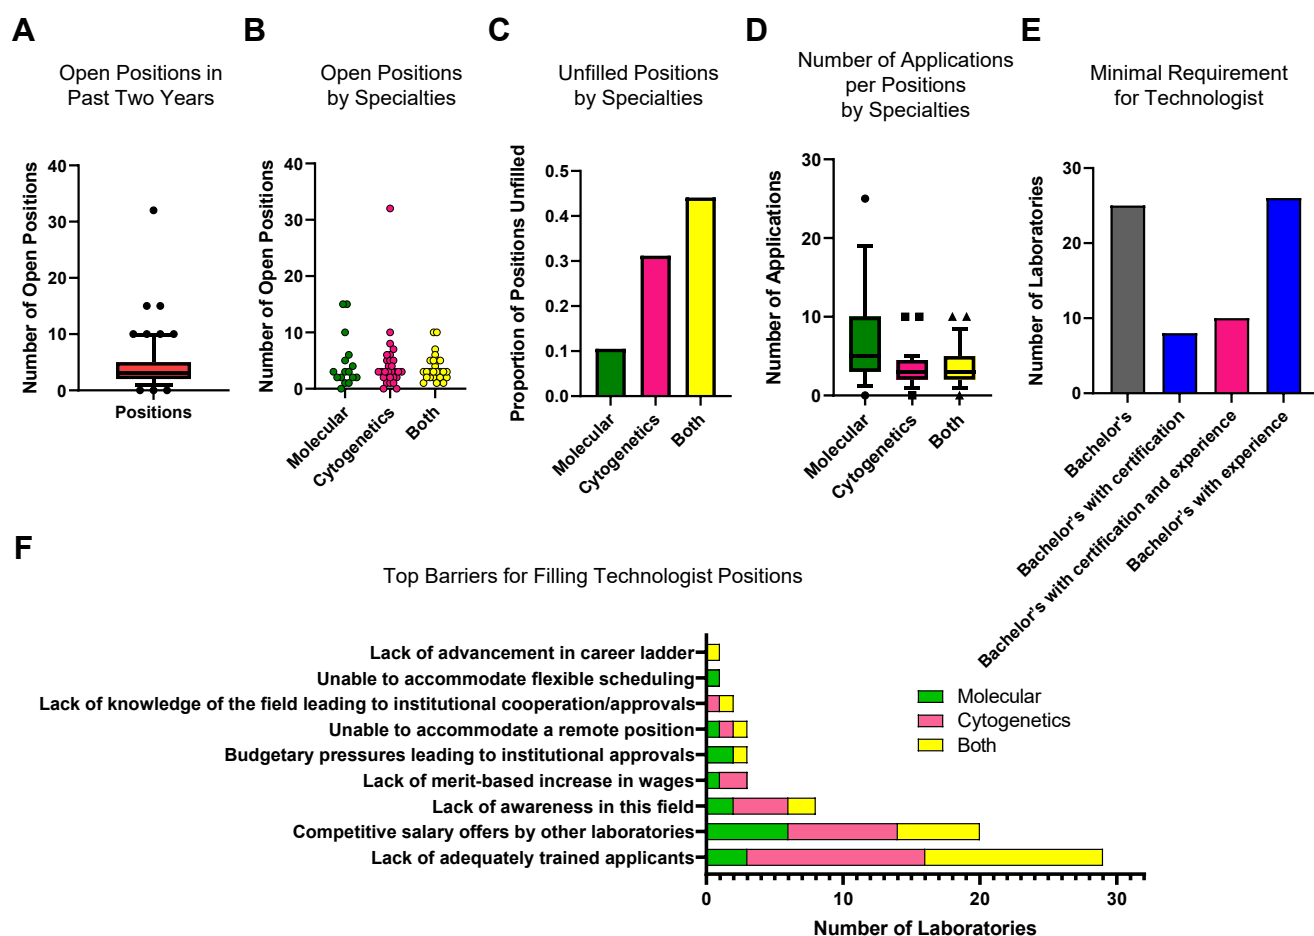 A
Open Positions in
Past Two Years
Number of Open Positions
40
30
20
10
0
Positions
B
Open Positions
by Specialties
Number of Open Positions
40
30
20
10
0
Molecular
Cytogenetics
Both
C
Unfilled Positions
by Specialties
Proportion of Positions Unfilled
0.5
0.4
0.3
0.2
0.1
0.0
Molecular
Cytogenetics
Both
D
Number of Applications
per Positions
by Specialties
Number of Applications
30
20
10
0
Molecular
Cytogenetics
Both
E
Minimal Requirement
for Technologist
Number of Laboratories
30
20
10
0
Bachelor's
Bachelor's with certification
Bachelor's with certification and experience
Bachelor's with experience
F
Top Barriers for Filling Technologist Positions
Lack of advancement in career ladder
Unable to accommodate flexible scheduling
Lack of knowledge of the field leading to institutional cooperation/approvals
Unable to accommodate a remote position
Budgetary pressures leading to institutional approvals
Lack of merit-based increase in wages
Lack of awareness in this field
Competitive salary offers by other laboratories
Lack of adequately trained applicants
0
10
20
30
Number of Laboratories
Molecular
Cytogenetics
Both